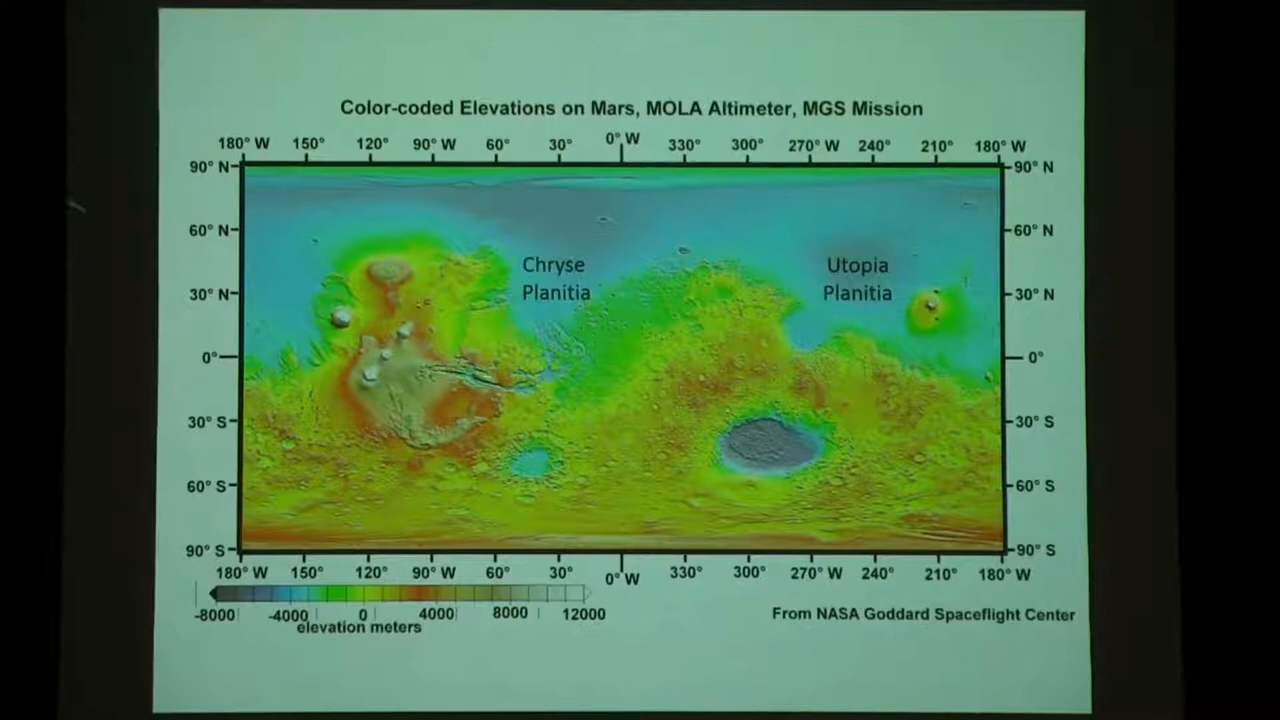 Color-coded Elevations on Mars, MOLA Altimeter, MGS Mission
180° W 150° 120° 90° W 60° 30° 0° W 330° 300° 270° W 240° 210° 180° W
90° N 90° N
60° N 60° N
Chryse Planitia
Utopia Planitia
30° N 30° N
0° 0°
30° S 30° S
60° S 60° S
90° S 90° S
180° W 150° 120° 90° W 60° 30° 0° W 330° 300° 270° W 240° 210° 180° W
-8000 -4000 0 4000 8000 12000
elevation meters
From NASA Goddard Spaceflight Center